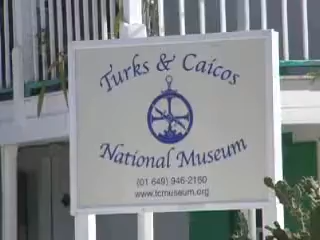 Turks & Caicos
National Museum
(01 649) 946-2160
www.tcmuseum.org